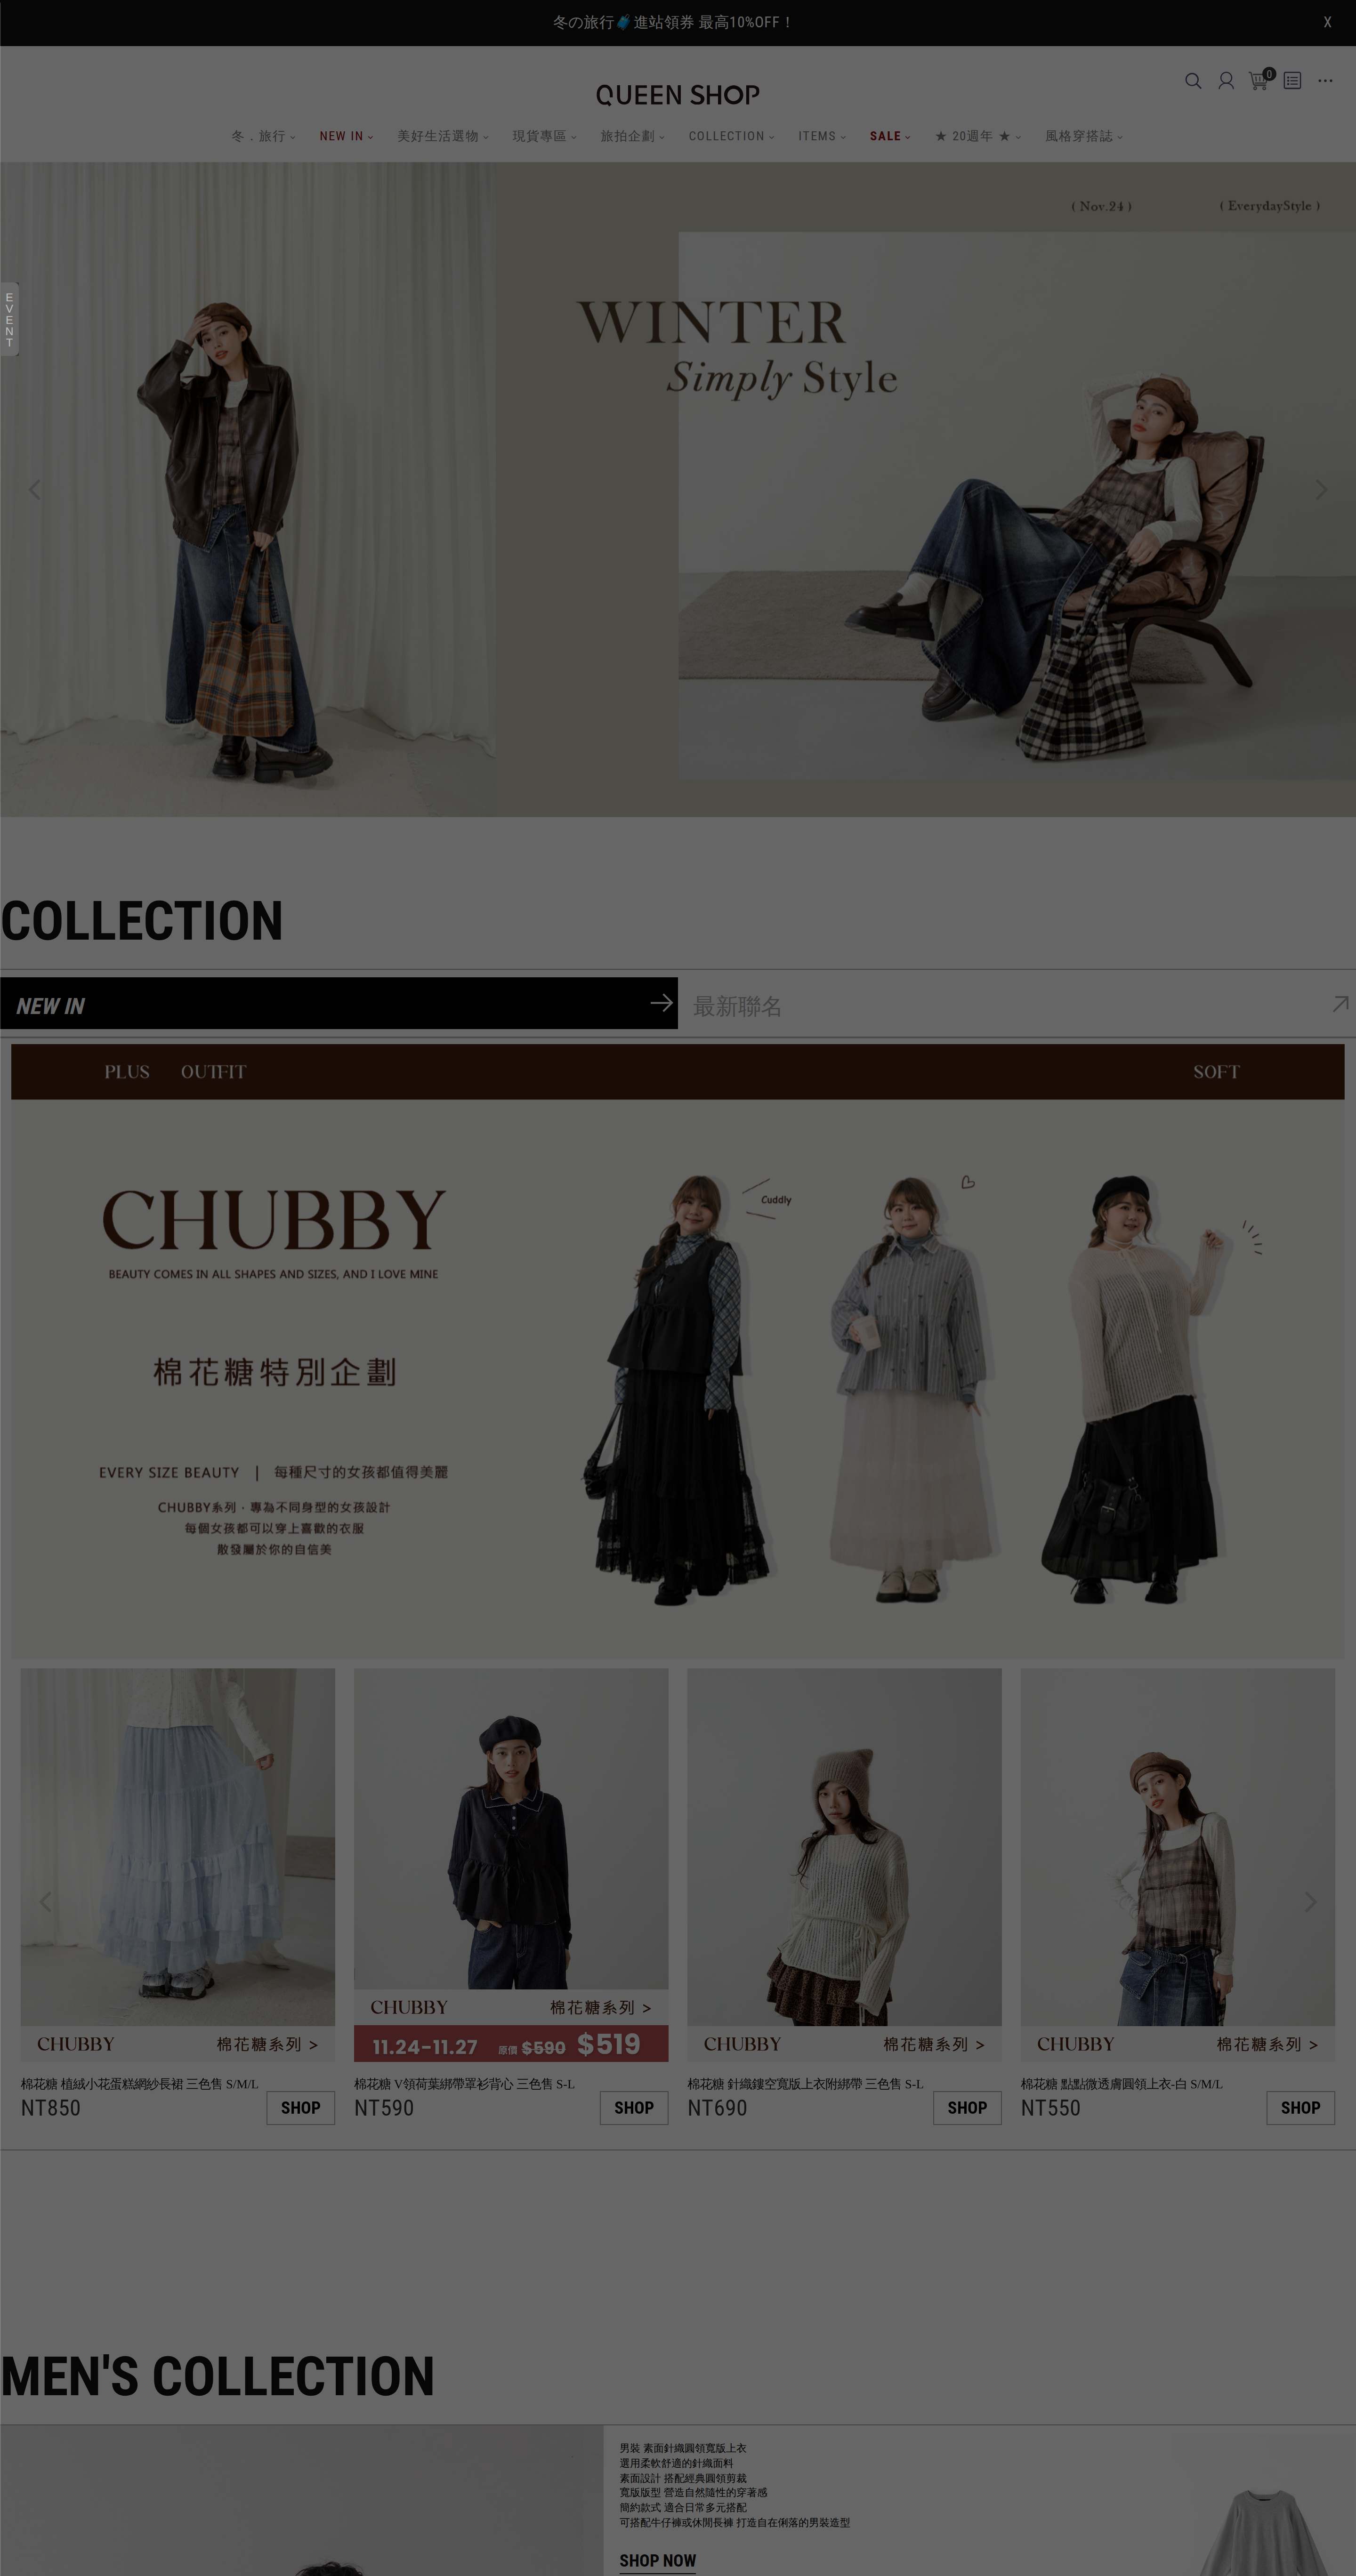 冬の旅行🧳進站領券 最高10%OFF！
X
0
QUEEN SHOP
冬．旅行
NEW IN
美好生活選物
現貨專區
旅拍企劃
COLLECTION
ITEMS
SALE
★ 20週年 ★
風格穿搭誌
( Nov.24 )
( EverydayStyle )
EVENT
WINTER
Simply Style
COLLECTION
NEW IN
最新聯名
PLUS OUTFIT
SOFT
CHUBBY
BEAUTY COMES IN ALL SHAPES AND SIZES, AND I LOVE MINE
Cuddly
棉花糖特別企劃
EVERY SIZE BEAUTY | 每種尺寸的女孩都值得美麗
CHUBBY系列．專為不同身型的女孩設計
每個女孩都可以穿上喜歡的衣服
散發屬於你的自信美
CHUBBY 棉花糖系列 >
棉花糖 植絨小花蛋糕網紗長裙 三色售 S/M/L
NT850
SHOP
CHUBBY 棉花糖系列 >
11.24-11.27 原價 $590 $519
棉花糖 V領荷葉綁帶罩衫背心 三色售 S-L
NT590
SHOP
CHUBBY 棉花糖系列 >
棉花糖 針織鏤空寬版上衣附綁帶 三色售 S-L
NT690
SHOP
CHUBBY 棉花糖系列 >
棉花糖 點點微透膚圓領上衣-白 S/M/L
NT550
SHOP
MEN'S COLLECTION
男裝 素面針織圓領寬版上衣
選用柔軟舒適的針織面料
素面設計 搭配經典圓領剪裁
寬版版型 營造自然隨性的穿著感
簡約款式 適合日常多元搭配
可搭配牛仔褲或休閒長褲 打造自在俐落的男裝造型
SHOP NOW